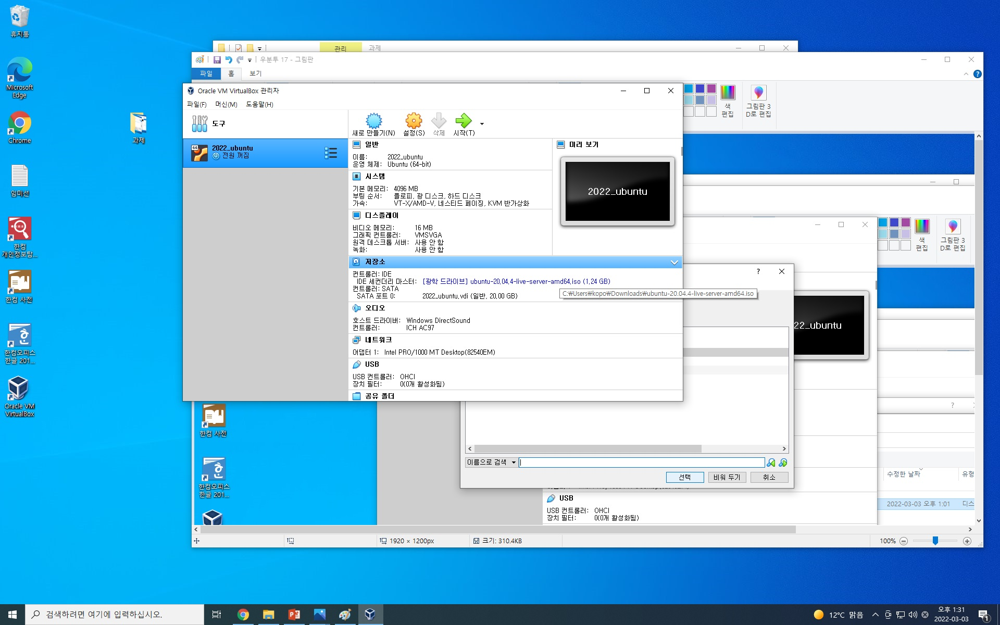 휴지통
Microsoft
Edge
Chrome
과제
임미선
한컴
개인정보탐...
한컴 사전
한컴오피스
한글 201...
Oracle VM
VirtualBox
관리
과제
우분투 17 - 그림판
파일
홈
보기
색
편집
그림판 3
D로 편집
Oracle VM VirtualBox 관리자
파일(F)
머신(M)
도움말(H)
도구
새로 만들기(N)
설정(S)
삭제
시작(T)
64
2022_ubuntu
전원 꺼짐
일반
이름: 2022_ubuntu
운영 체제: Ubuntu (64-bit)
시스템
기본 메모리: 4096 MB
부팅 순서: 플로피, 광 디스크, 하드 디스크
가속: VT-X/AMD-V, 네스티드 페이징, KVM 반가상화
디스플레이
비디오 메모리: 16 MB
그래픽 컨트롤러: VMSVGA
원격 데스크톱 서버: 사용 안 함
녹화: 사용 안 함
미리 보기
2022_ubuntu
저장소
컨트롤러: IDE
IDE 세컨더리 마스터: [광학 드라이브] ubuntu-20.04.4-live-server-amd64.iso (1.24 GB)
컨트롤러: SATA
SATA 포트 0: 2022_ubuntu.vdi (일반, 20.00 GB)
C:₩Users₩kopo₩Downloads₩ubuntu-20.04.4-live-server-amd64.iso
오디오
호스트 드라이버: Windows DirectSound
컨트롤러: ICH AC97
네트워크
어댑터 1: Intel PRO/1000 MT Desktop(82540EM)
USB
USB 컨트롤러: OHCI
장치 필터: 0(0개 활성화됨)
공유 폴더
색
편집
그림판 3
D로 편집
22_ubuntu
한컴 사전
한컴오피스
한글 201...
이름으로 검색
선택
비워 두기
취소
USB
USB 컨트롤러: OHCI
장치 필터: 0(0개 활성화됨)
수정한 날짜
유형
2022-03-03 오후 1:01
디스
1920 × 1200px
크기: 310.4KB
100%
검색하려면 여기에 입력하십시오.
12°C 맑음
오후 1:31
2022-03-03
1